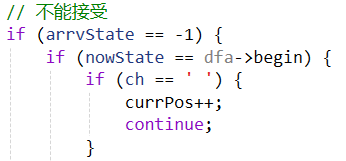 // 不能接受
if (arrvState == -1) {
    if (nowState == dfa->begin) {
        if (ch == ' ') {
            currPos++;
            continue;
        }